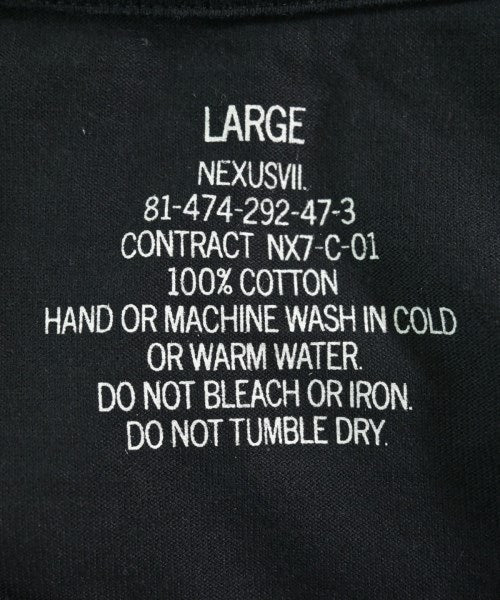 LARGE
NEXUSVII.
81-474-292-47-3
CONTRACT NX7-C-01
100% COTTON
HAND OR MACHINE WASH IN COLD
OR WARM WATER.
DO NOT BLEACH OR IRON.
DO NOT TUMBLE DRY.